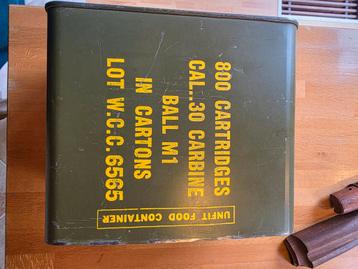 800 CARTRIDGES
CAL..30 CARBINE
BALL M1
IN CARTONS
LOT W.C.C. 6565
UNFIT FOOD CONTAINER